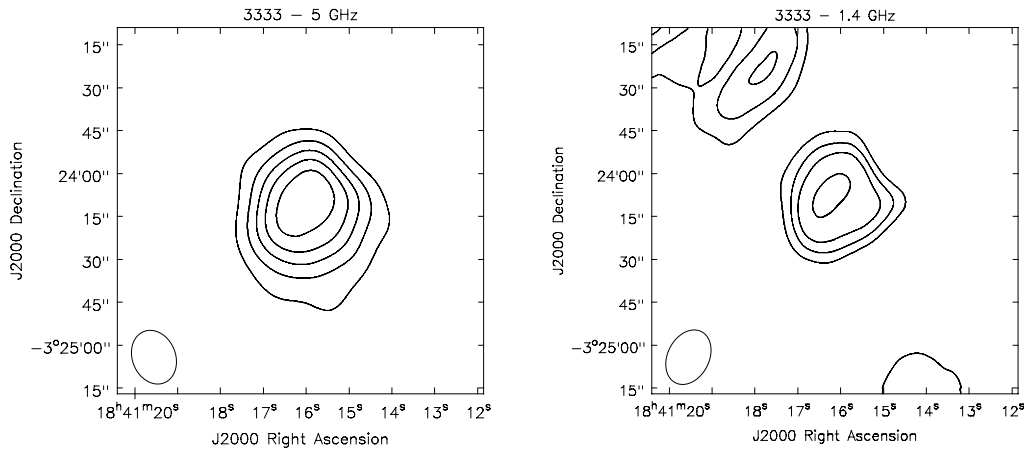 3333 – 5 GHz
15"
30"
45"
24'00"
15"
30"
45"
−3°25'00"
15"
18ʰ41ᵐ20ˢ 18ˢ 17ˢ 16ˢ 15ˢ 14ˢ 13ˢ 12ˢ
J2000 Right Ascension
J2000 Declination
3333 – 1.4 GHz
15"
30"
45"
24'00"
15"
30"
45"
−3°25'00"
15"
18ʰ41ᵐ20ˢ 18ˢ 17ˢ 16ˢ 15ˢ 14ˢ 13ˢ 12ˢ
J2000 Right Ascension
J2000 Declination